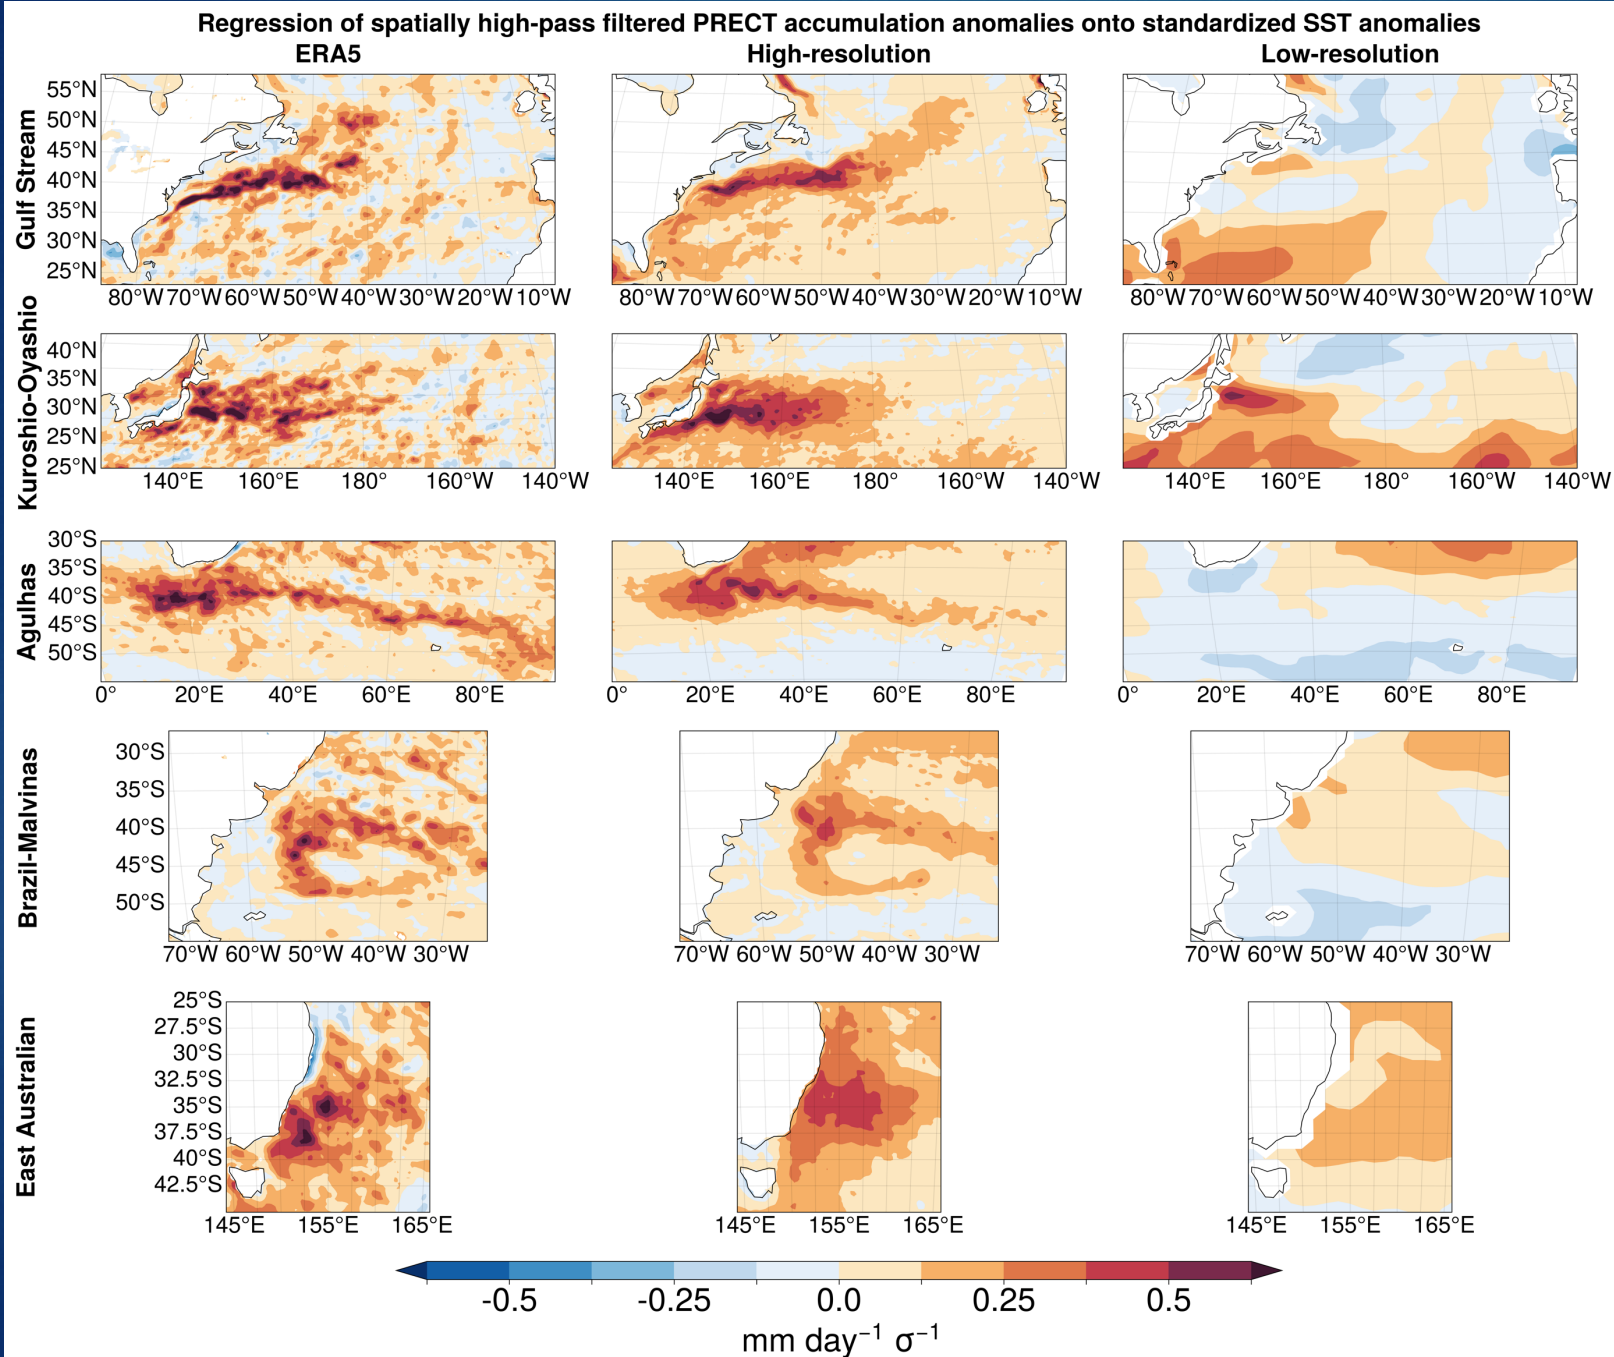 Regression of spatially high-pass filtered PRECT accumulation anomalies onto standardized SST anomalies
ERA5 High-resolution Low-resolution
Gulf Stream
55°N
50°N
45°N
40°N
35°N
30°N
25°N
80°W 70°W 60°W 50°W 40°W 30°W 20°W 10°W
80°W 70°W 60°W 50°W 40°W 30°W 20°W 10°W
80°W 70°W 60°W 50°W 40°W 30°W 20°W 10°W
Kuroshio-Oyashio
40°N
35°N
30°N
25°N
25°N
140°E 160°E 180° 160°W 140°W
140°E 160°E 180° 160°W 140°W
140°E 160°E 180° 160°W 140°W
Agulhas
30°S
35°S
40°S
45°S
50°S
0° 20°E 40°E 60°E 80°E
0° 20°E 40°E 60°E 80°E
0° 20°E 40°E 60°E 80°E
Brazil-Malvinas
30°S
35°S
40°S
45°S
50°S
70°W 60°W 50°W 40°W 30°W
70°W 60°W 50°W 40°W 30°W
70°W 60°W 50°W 40°W 30°W
East Australian
25°S
27.5°S
30°S
32.5°S
35°S
37.5°S
40°S
42.5°S
145°E 155°E 165°E
145°E 155°E 165°E
145°E 155°E 165°E
-0.5 -0.25 0.0 0.25 0.5
mm day⁻¹ σ⁻¹